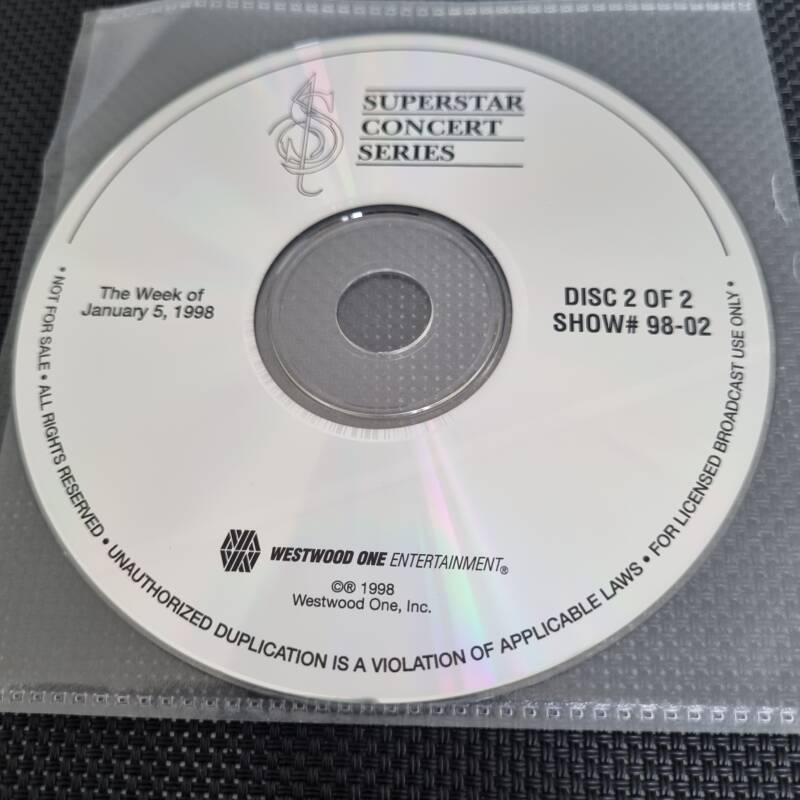 SUPERSTAR
CONCERT
SERIES
The Week of
January 5, 1998
DISC 2 OF 2
SHOW# 98-02
WESTWOOD ONE ENTERTAINMENT®
©® 1998
Westwood One, Inc.
• NOT FOR SALE • ALL RIGHTS RESERVED • UNAUTHORIZED DUPLICATION IS A VIOLATION OF APPLICABLE LAWS • FOR LICENSED BROADCAST USE ONLY •